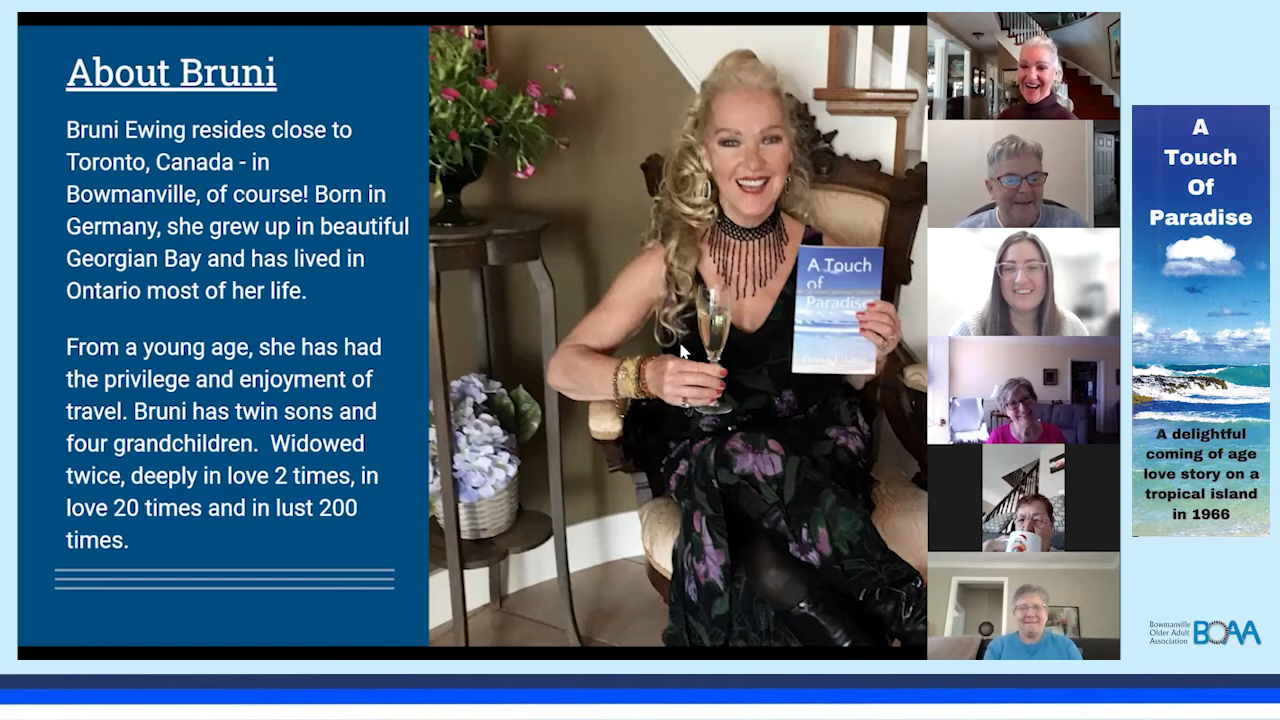 About Bruni
Bruni Ewing resides close to
Toronto, Canada - in
Bowmanville, of course! Born in
Germany, she grew up in beautiful
Georgian Bay and has lived in
Ontario most of her life.
From a young age, she has had
the privilege and enjoyment of
travel. Bruni has twin sons and
four grandchildren.  Widowed
twice, deeply in love 2 times, in
love 20 times and in lust 200
times.
A Touch
of
Paradise
A
Touch
Of
Paradise
A delightful
coming of age
love story on a
tropical island
in 1966
Bowmanville
Older Adult
Association
BOAA